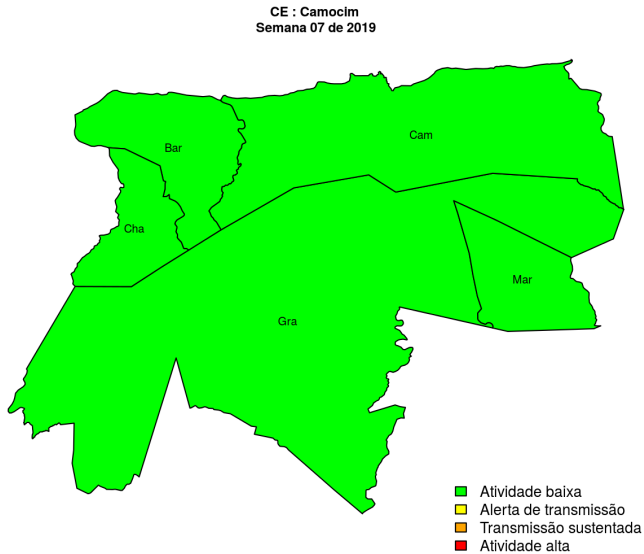 CE : Camocim
Semana 07 de 2019
Bar
Cam
Cha
Mar
Gra
Atividade baixa
Alerta de transmissão
Transmissão sustentada
Atividade alta